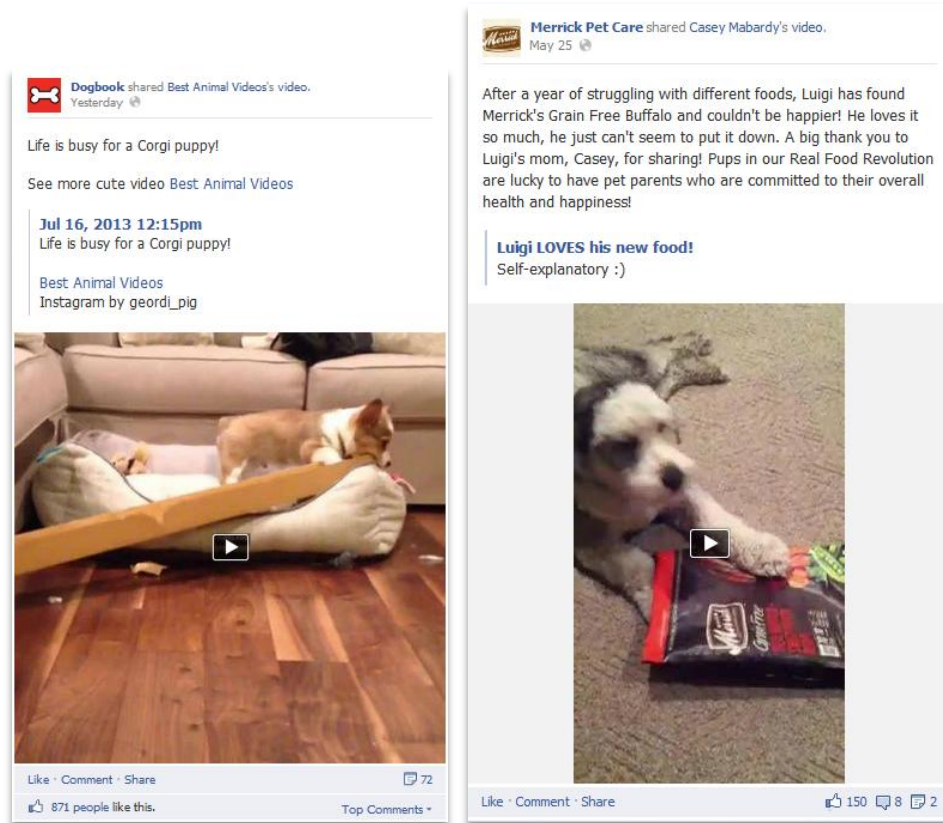 Dogbook shared Best Animal Videos's video.
Yesterday
Life is busy for a Corgi puppy!
See more cute video Best Animal Videos
Jul 16, 2013 12:15pm
Life is busy for a Corgi puppy!
Best Animal Videos
Instagram by geordi_pig
Like · Comment · Share
72
871 people like this.
Top Comments
Merrick
Merrick Pet Care shared Casey Mabardy's video.
May 25
After a year of struggling with different foods, Luigi has found
Merrick's Grain Free Buffalo and couldn't be happier! He loves it
so much, he just can't seem to put it down. A big thank you to
Luigi's mom, Casey, for sharing! Pups in our Real Food Revolution
are lucky to have pet parents who are committed to their overall
health and happiness!
Luigi LOVES his new food!
Self-explanatory :)
Merrick
Grain Free
Like · Comment · Share
150 8 2